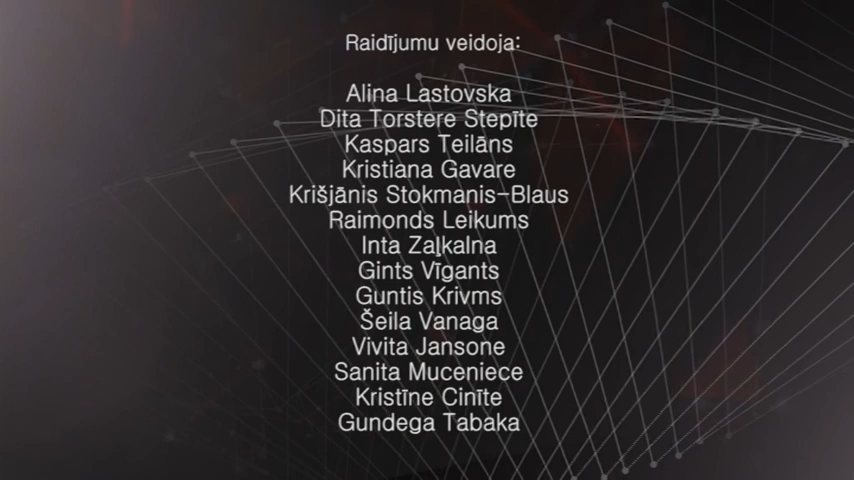 Raidījumu veidoja:
Alina Lastovska
Dita Torstere Stepīte
Kaspars Teilāns
Kristiana Gavare
Krišjānis Stokmanis-Blaus
Raimonds Leikums
Inta Zaļkalna
Gints Vīgants
Guntis Krivms
Šeila Vanaga
Vivita Jansone
Sanita Muceniece
Kristīne Cinīte
Gundega Tabaka